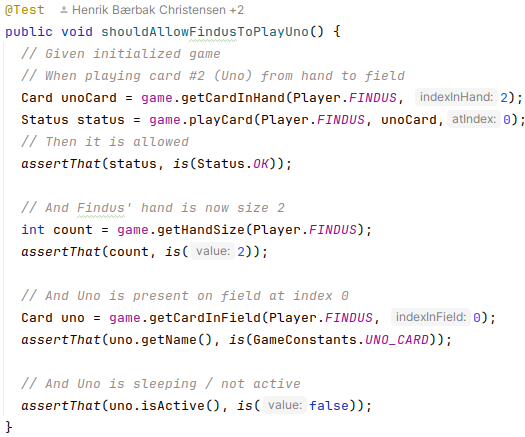 @Test Henrik Bærbak Christensen +2
public void shouldAllowFindusToPlayUno() {
  // Given initialized game
  // When playing card #2 (Uno) from hand to field
  Card unoCard = game.getCardInHand(Player.FINDUS, indexInHand: 2);
  Status status = game.playCard(Player.FINDUS, unoCard, atIndex: 0);
  // Then it is allowed
  assertThat(status, is(Status.OK));

  // And Findus' hand is now size 2
  int count = game.getHandSize(Player.FINDUS);
  assertThat(count, is( value: 2));

  // And Uno is present on field at index 0
  Card uno = game.getCardInField(Player.FINDUS, indexInField: 0);
  assertThat(uno.getName(), is(GameConstants.UNO_CARD));

  // And Uno is sleeping / not active
  assertThat(uno.isActive(), is( value: false));
}